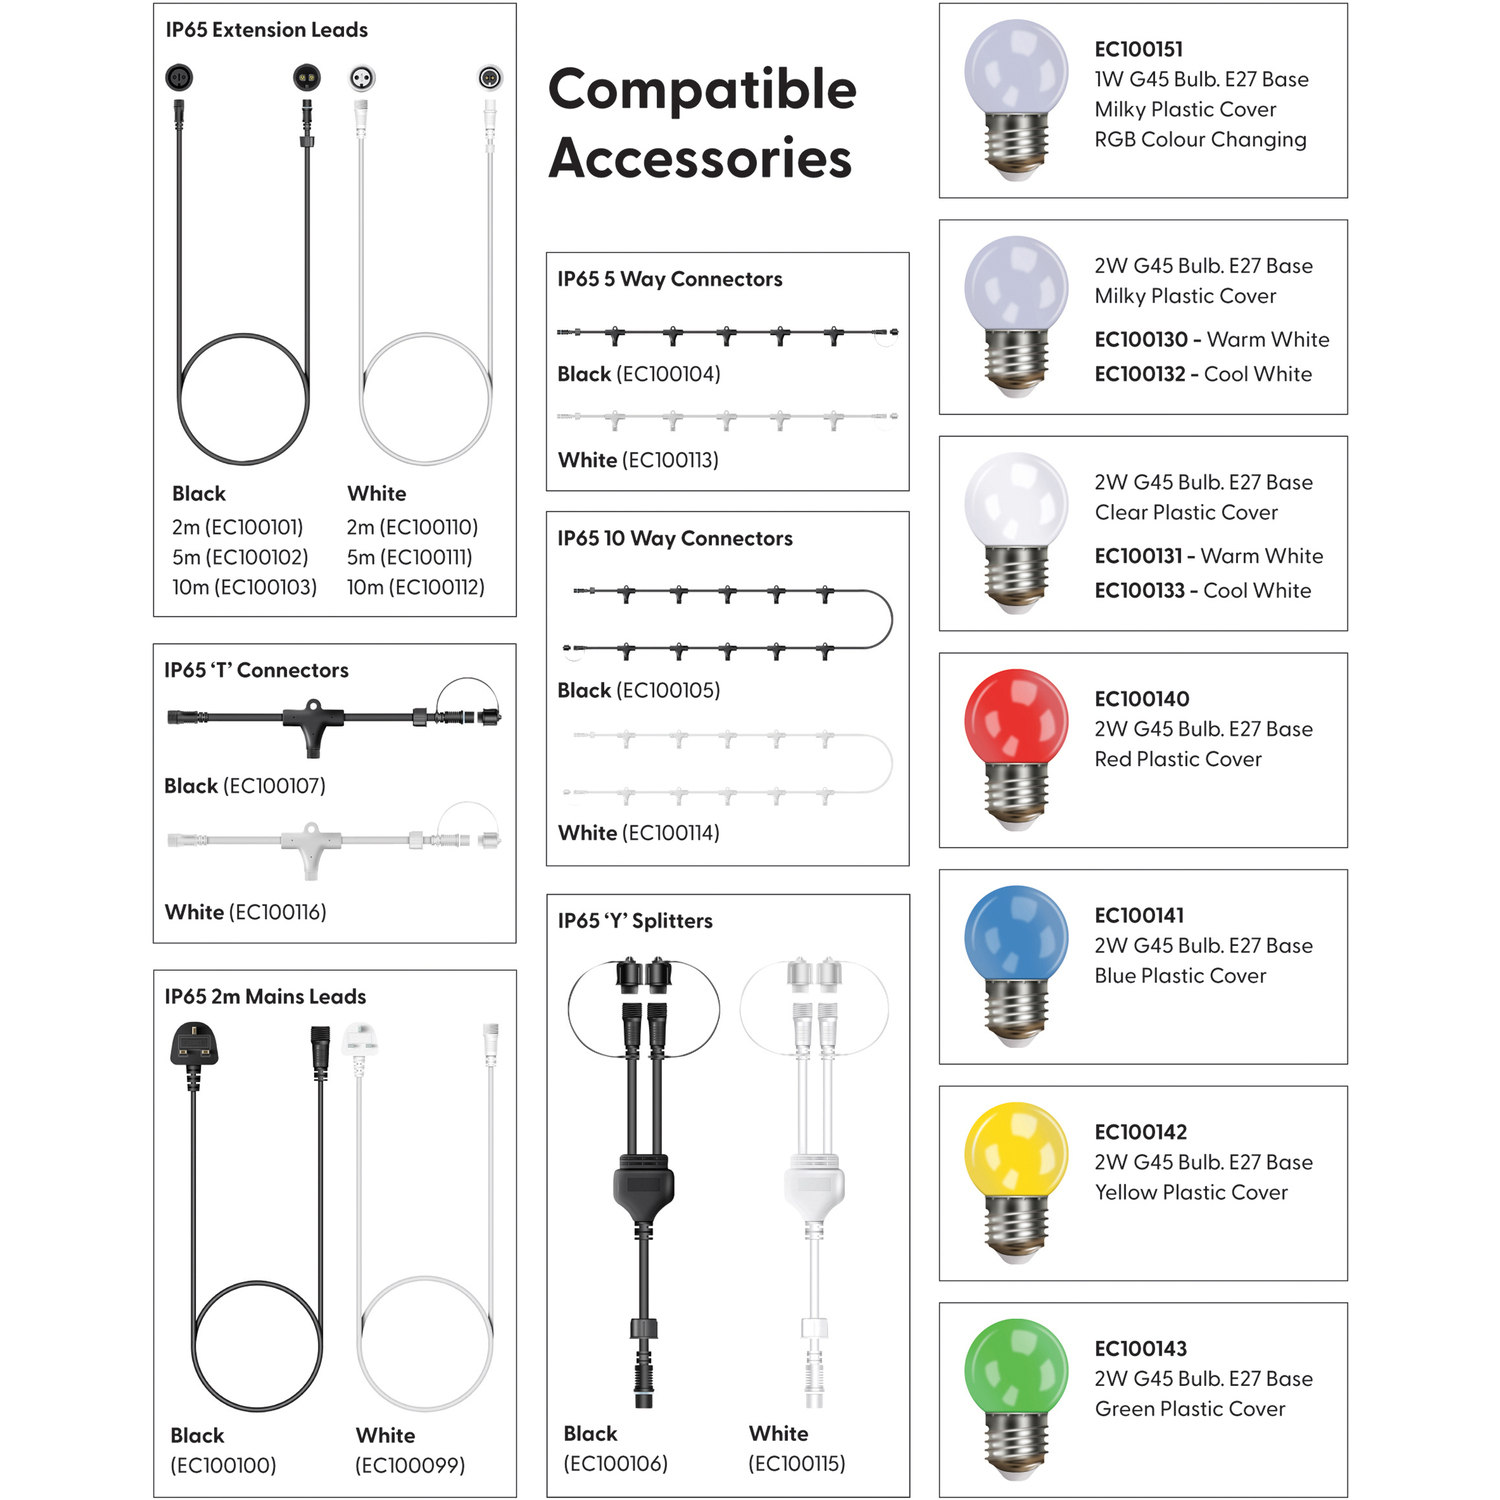 Compatible
Accessories
IP65 Extension Leads
Black
2m (EC100101)
5m (EC100102)
10m (EC100103)
White
2m (EC100110)
5m (EC100111)
10m (EC100112)
IP65 ‘T’ Connectors
Black (EC100107)
White (EC100116)
IP65 2m Mains Leads
Black
(EC100100)
White
(EC100099)
IP65 5 Way Connectors
Black (EC100104)
White (EC100113)
IP65 10 Way Connectors
Black (EC100105)
White (EC100114)
IP65 ‘Y’ Splitters
Black
(EC100106)
White
(EC100115)
EC100151
1W G45 Bulb. E27 Base
Milky Plastic Cover
RGB Colour Changing
2W G45 Bulb. E27 Base
Milky Plastic Cover
EC100130 - Warm White
EC100132 - Cool White
2W G45 Bulb. E27 Base
Clear Plastic Cover
EC100131 - Warm White
EC100133 - Cool White
EC100140
2W G45 Bulb. E27 Base
Red Plastic Cover
EC100141
2W G45 Bulb. E27 Base
Blue Plastic Cover
EC100142
2W G45 Bulb. E27 Base
Yellow Plastic Cover
EC100143
2W G45 Bulb. E27 Base
Green Plastic Cover